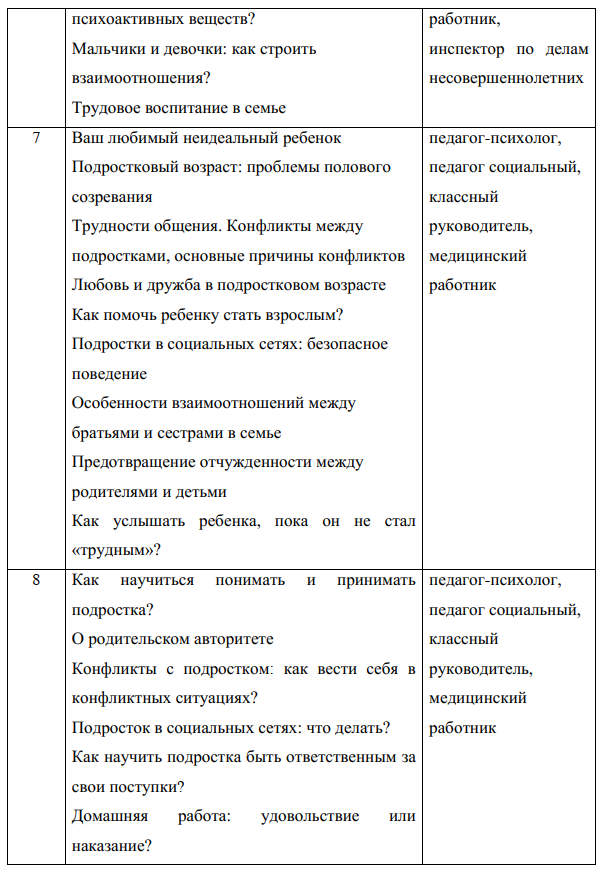 психоактивных веществ?
Мальчики и девочки: как строить
взаимоотношения?
Трудовое воспитание в семье
работник,
инспектор по делам
несовершеннолетних
7
Ваш любимый неидеальный ребенок
Подростковый возраст: проблемы полового
созревания
Трудности общения. Конфликты между
подростками, основные причины конфликтов
Любовь и дружба в подростковом возрасте
Как помочь ребенку стать взрослым?
Подростки в социальных сетях: безопасное
поведение
Особенности взаимоотношений между
братьями и сестрами в семье
Предотвращение отчужденности между
родителями и детьми
Как услышать ребенка, пока он не стал
«трудным»?
педагог-психолог,
педагог социальный,
классный
руководитель,
медицинский
работник
8
Как научиться понимать и принимать
подростка?
О родительском авторитете
Конфликты с подростком: как вести себя в
конфликтных ситуациях?
Подросток в социальных сетях: что делать?
Как научить подростка быть ответственным за
свои поступки?
Домашняя работа: удовольствие или
наказание?
педагог-психолог,
педагог социальный,
классный
руководитель,
медицинский
работник